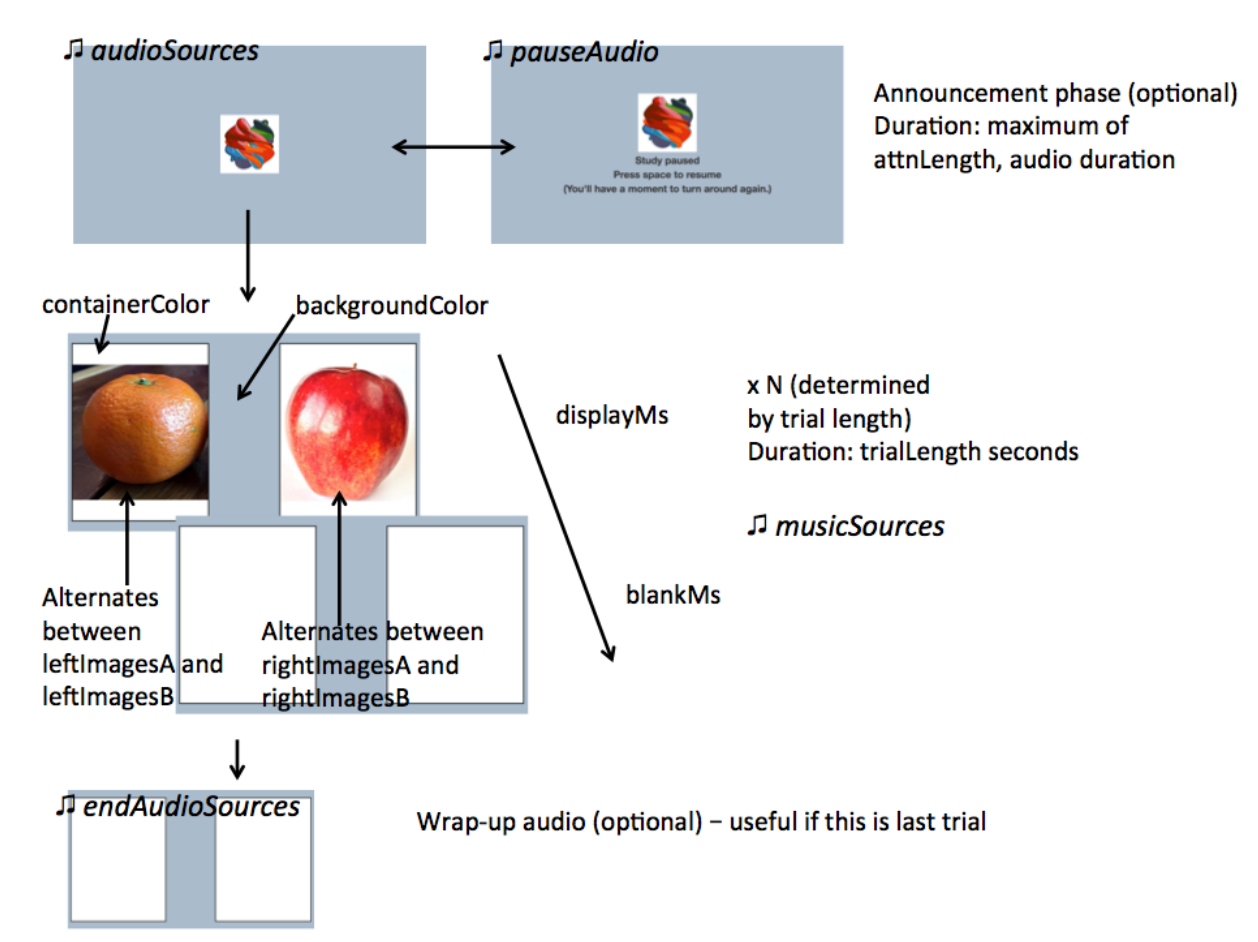 ♫ audioSources
♫ pauseAudio
Study paused
Press space to resume
(You'll have a moment to turn around again.)
Announcement phase (optional)
Duration: maximum of
attnLength, audio duration
containerColor
backgroundColor
displayMs
x N (determined
by trial length)
Duration: trialLength seconds
♫ musicSources
blankMs
Alternates
between
leftImagesA and
leftImagesB
Alternates between
rightImagesA and
rightImagesB
♫ endAudioSources
Wrap-up audio (optional) – useful if this is last trial